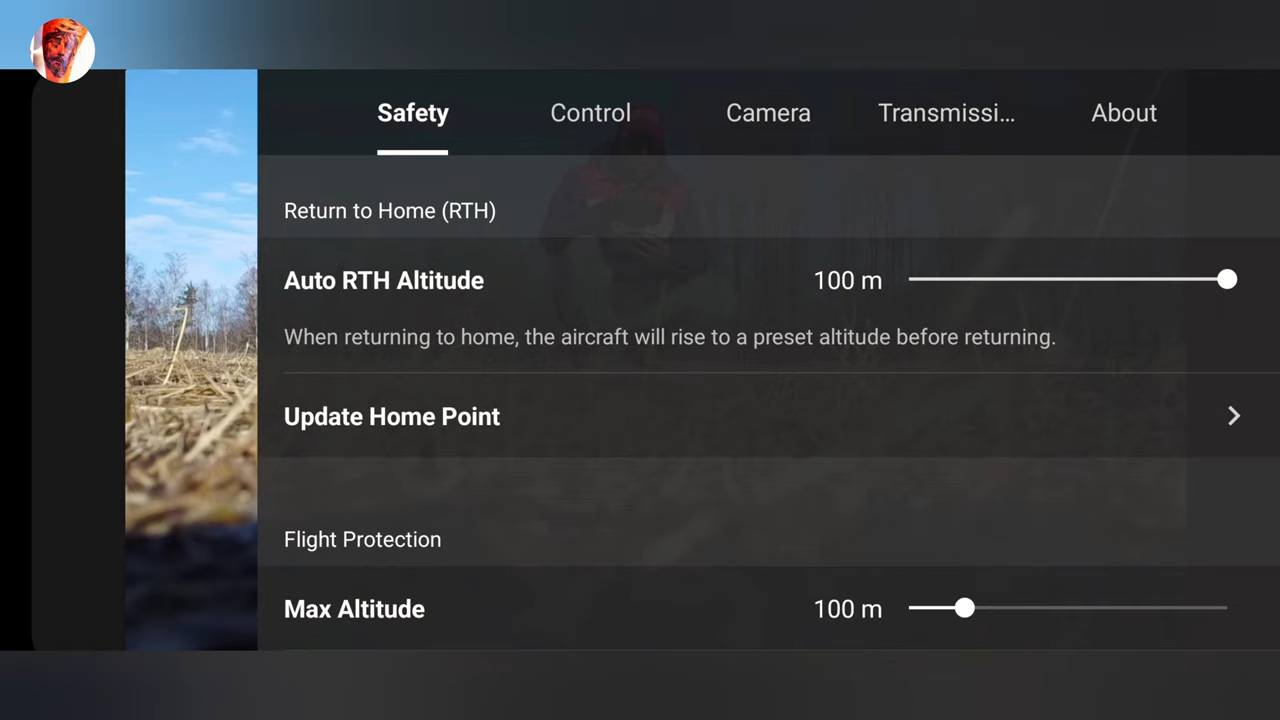 Safety Control Camera Transmissi... About
Return to Home (RTH)
Auto RTH Altitude 100 m
When returning to home, the aircraft will rise to a preset altitude before returning.
Update Home Point
Flight Protection
Max Altitude 100 m